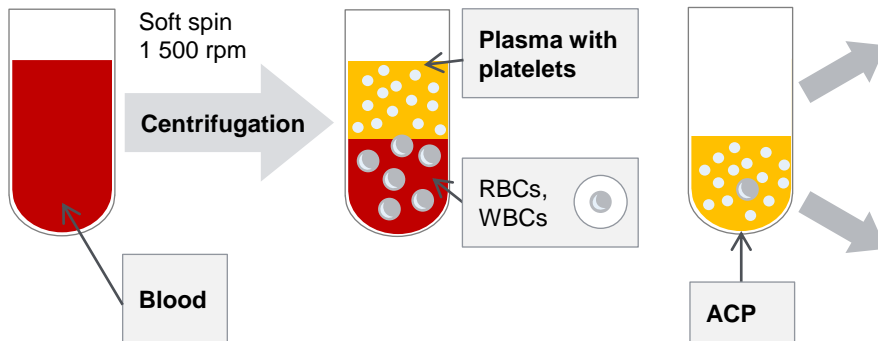 Soft spin
1 500 rpm
Centrifugation
Blood
Plasma with
platelets
RBCs,
WBCs
ACP